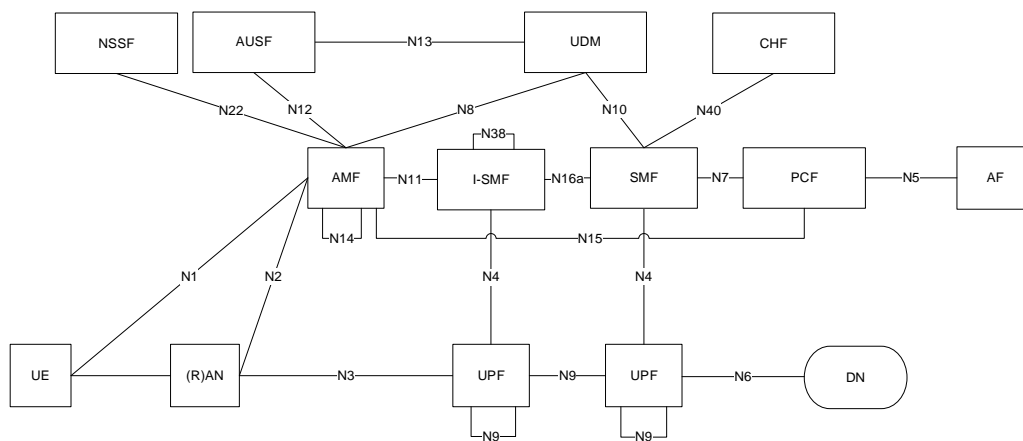 NSSF
AUSF
N13
UDM
CHF
N22
N12
N8
N10
N40
N38
AMF
N11
I-SMF
N16a
SMF
N7
PCF
N5
AF
N14
N15
N1
N2
N4
N4
UE
(R)AN
N3
UPF
N9
UPF
N6
DN
N9
N9